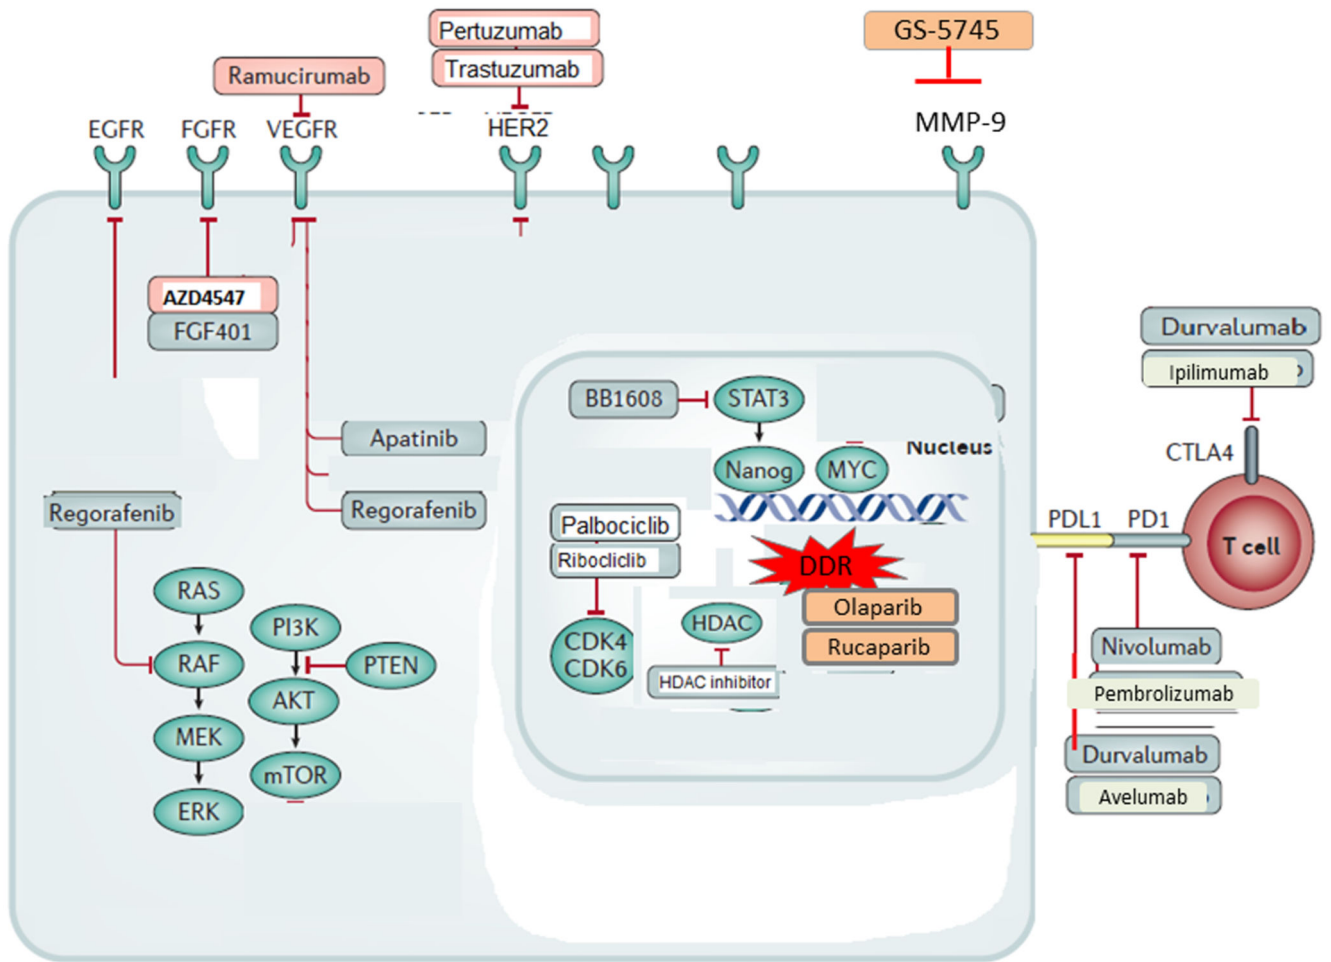 Pertuzumab
Trastuzumab
GS-5745
Ramucirumab
EGFR
FGFR
VEGFR
HER2
MMP-9
AZD4547
FGF401
Durvalumab
Ipilimumab
BB1608
STAT3
Nucleus
Apatinib
Nanog
MYC
CTLA4
Regorafenib
Regorafenib
Palbociclib
Ribocliclib
PDL1
PD1
T cell
DDR
RAS
Olaparib
PI3K
HDAC
CDK4
CDK6
Rucaparib
Nivolumab
RAF
PTEN
HDAC inhibitor
Pembrolizumab
AKT
MEK
Durvalumab
mTOR
Avelumab
ERK